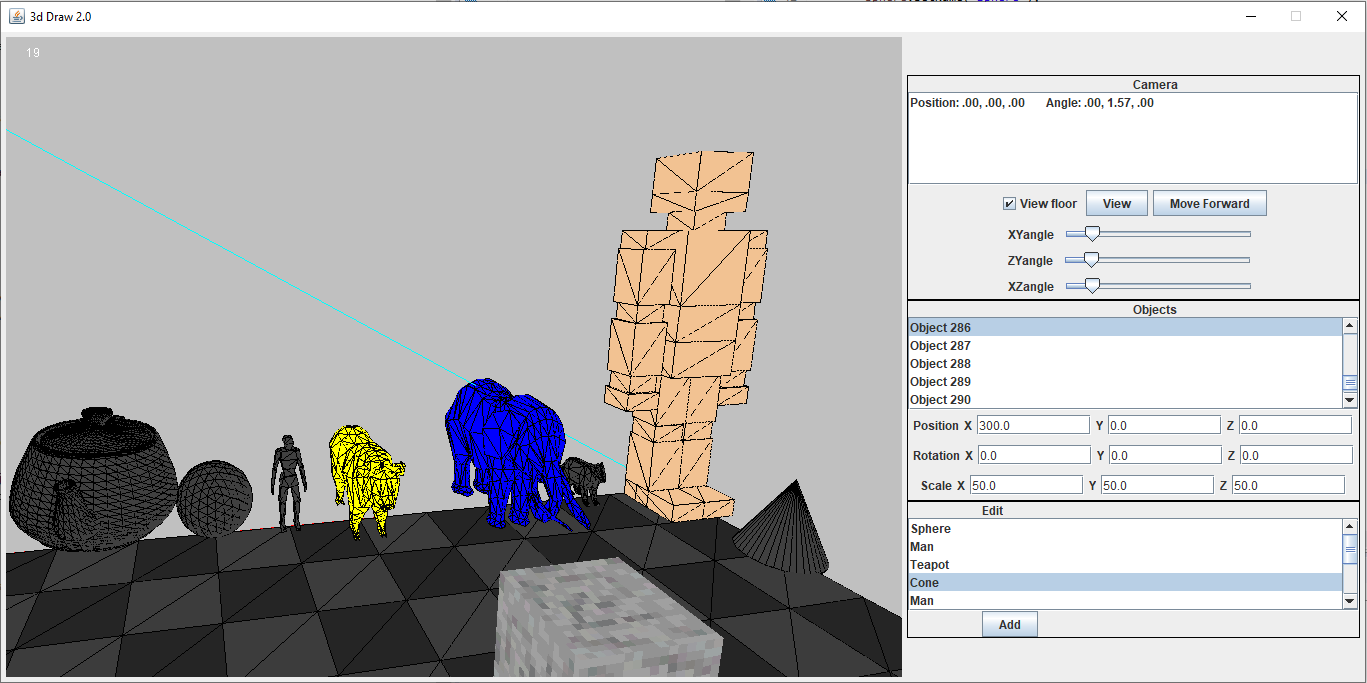 3d Draw 2.0
19
Camera
Position: .00, .00, .00 Angle: .00, 1.57, .00
View floor View Move Forward
XYangle
ZYangle
XZangle
Objects
Object 286
Object 287
Object 288
Object 289
Object 290
Position X 300.0 Y 0.0 Z 0.0
Rotation X 0.0 Y 0.0 Z 0.0
Scale X 50.0 Y 50.0 Z 50.0
Edit
Sphere
Man
Teapot
Cone
Man
Add